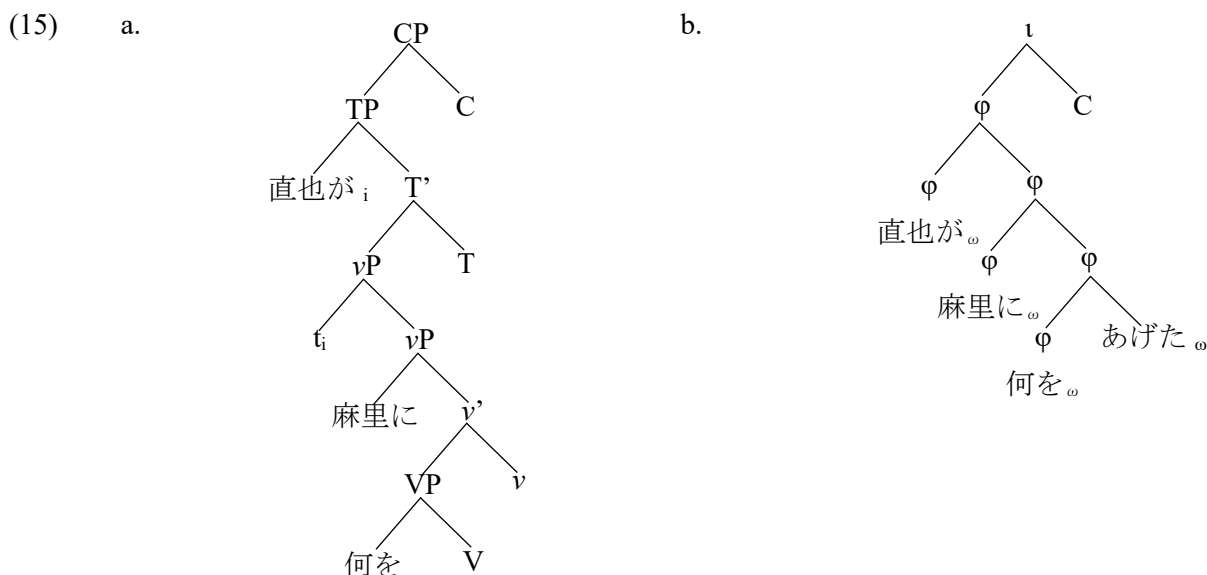 (15) a. b.
CP ι
TP C φ C
直也が i T’ φ φ
直也が ω
vP T φ φ
麻里に ω
ti vP φ あげた ω
何を ω
麻里に v’
VP v
何を V